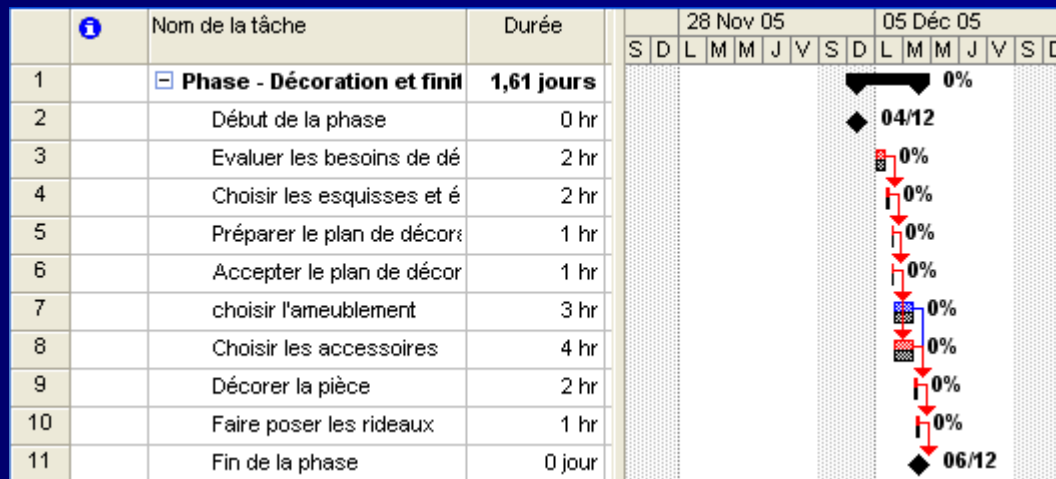 Nom de la tâche Durée 28 Nov 05 05 Déc 05
S D L M M J V S D L M M J V S D
1 Phase - Décoration et finit 1,61 jours 0%
2 Début de la phase 0 hr 04/12
3 Evaluer les besoins de dé 2 hr 0%
4 Choisir les esquisses et é 2 hr 0%
5 Préparer le plan de décora 1 hr 0%
6 Accepter le plan de décor 1 hr 0%
7 choisir l'ameublement 3 hr 0%
8 Choisir les accessoires 4 hr 0%
9 Décorer la pièce 2 hr 0%
10 Faire poser les rideaux 1 hr 0%
11 Fin de la phase 0 jour 06/12